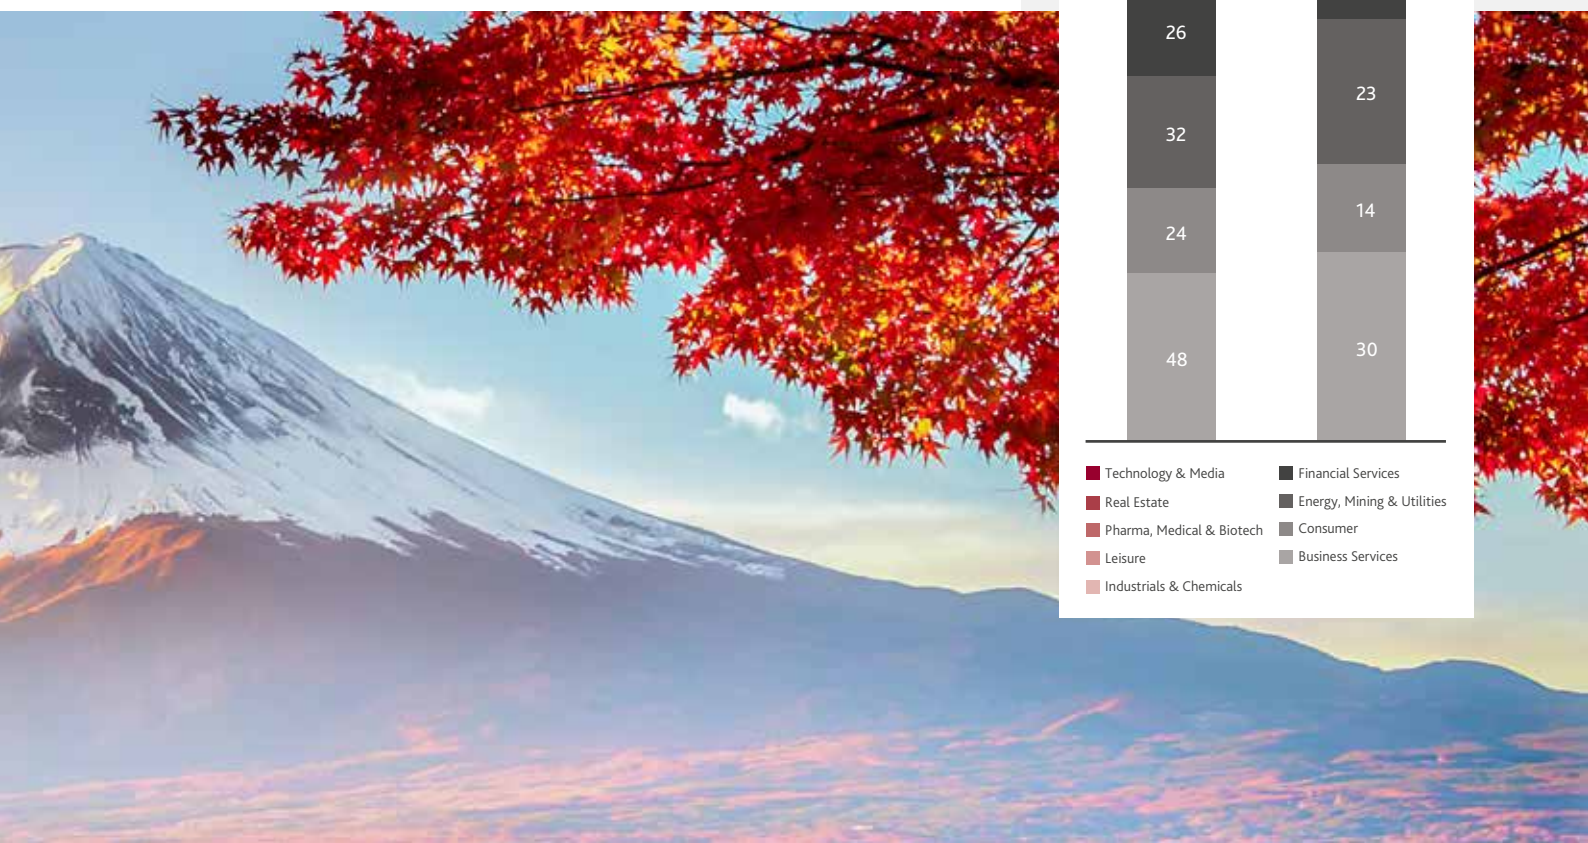 26
23
32
14
24
30
48
Technology & Media
Real Estate
Pharma, Medical & Biotech
Leisure
Industrials & Chemicals
Financial Services
Energy, Mining & Utilities
Consumer
Business Services